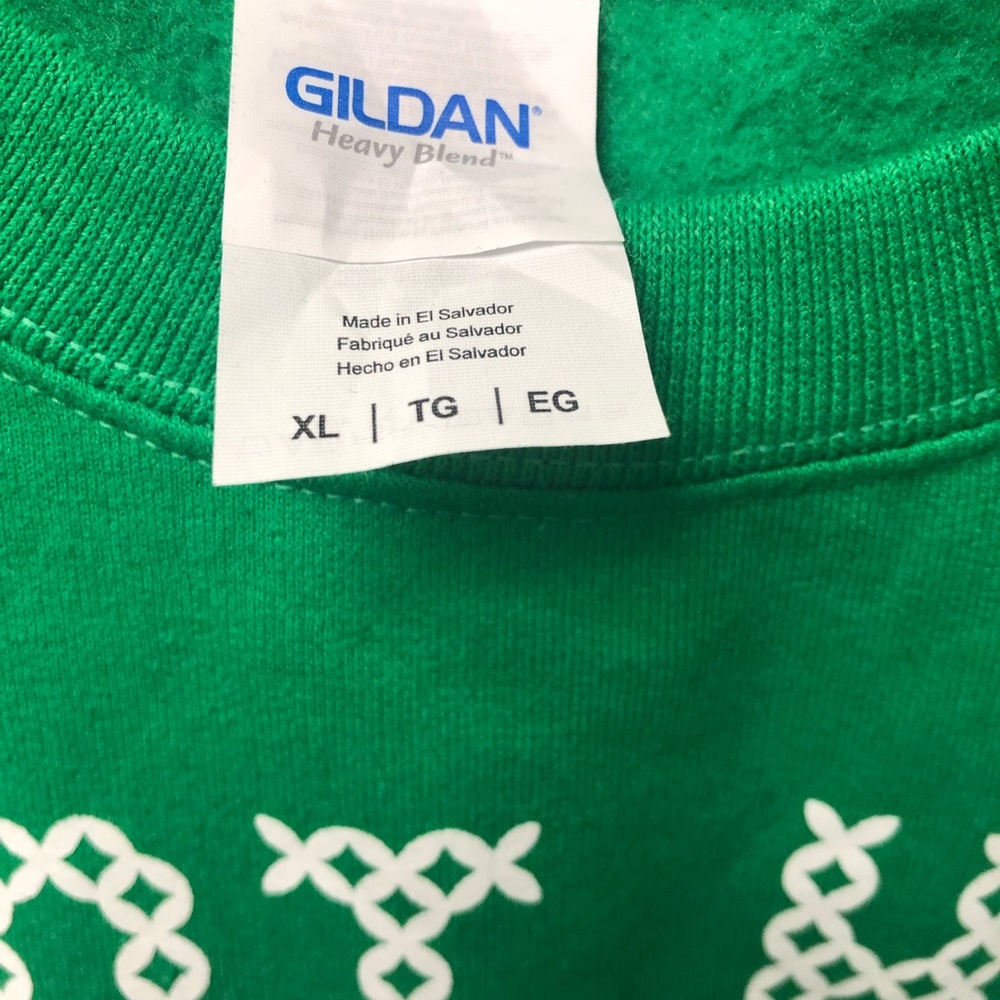 GILDAN®
Heavy Blend™
Made in El Salvador
Fabriqué au Salvador
Hecho en El Salvador
XL | TG | EG